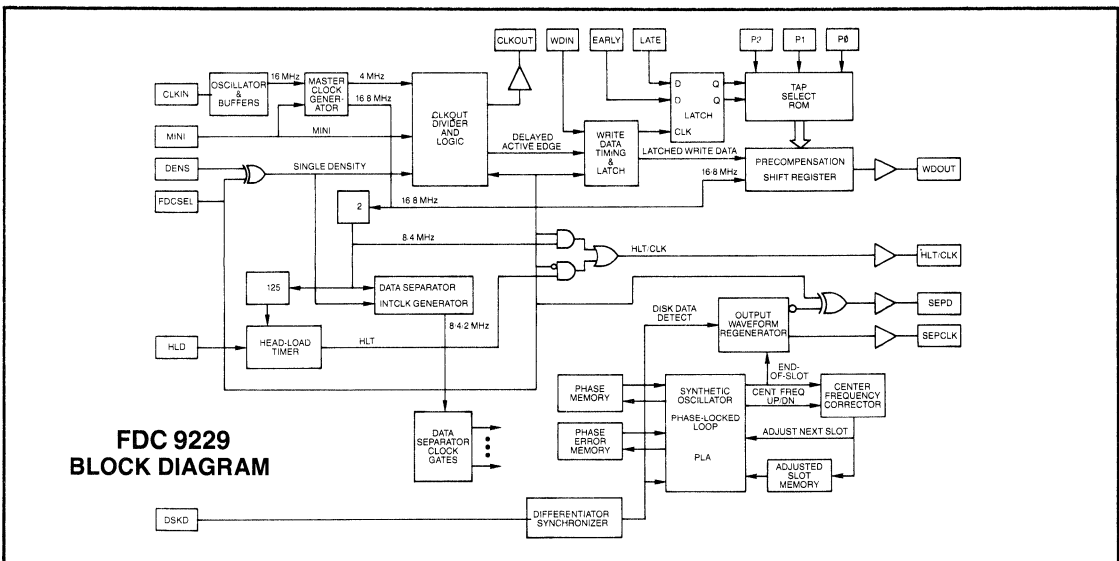 CLKOUT
WDIN
EARLY
LATE
P2
P1
PØ
CLKIN
OSCILLATOR
& BUFFERS
16 MHz
MASTER
CLOCK
GENER-
ATOR
4 MHz
16 8 MHz
CLKOUT
DIVIDER
AND
LOGIC
D Q
D Q
LATCH
CLK
TAP
SELECT
ROM
MINI
MINI
DELAYED
ACTIVE EDGE
WRITE
DATA
TIMING
&
LATCH
LATCHED WRITE DATA
PRECOMPENSATION
SHIFT REGISTER
WDOUT
DENS
SINGLE DENSITY
FDCSEL
16·8 MHz
16·8 MHz
2
8·4 MHz
HLT/CLK
HLT/CLK
125
DATA SEPARATOR
INTCLK GENERATOR
8·4/2 MHz
DISK DATA
DETECT
OUTPUT
WAVEFORM
REGENERATOR
SEPD
SEPCLK
HLD
HEAD-LOAD
TIMER
HLT
END-
OF-SLOT
PHASE
MEMORY
SYNTHETIC
OSCILLATOR
PHASE-LOCKED
LOOP
PLA
CENT FREQ
UP/DN
CENTER
FREQUENCY
CORRECTOR
PHASE
ERROR
MEMORY
ADJUST NEXT SLOT
ADJUSTED
SLOT
MEMORY
DATA
SEPARATOR
CLOCK
GATES
FDC 9229
BLOCK DIAGRAM
DSKD
DIFFERENTIATOR
SYNCHRONIZER